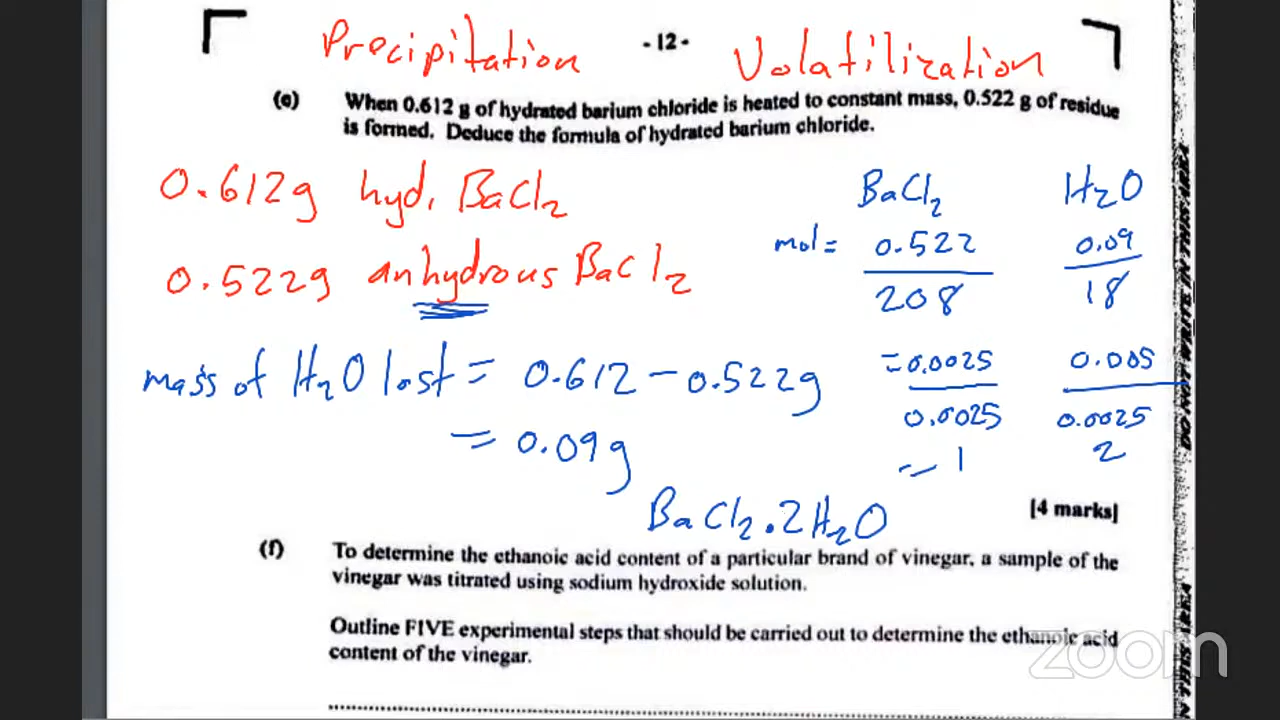 Precipitation - 12 - Volatilization
(e) When 0.612 g of hydrated barium chloride is heated to constant mass, 0.522 g of residue
is formed. Deduce the formula of hydrated barium chloride.
0.612g hyd. BaCl2
BaCl2 H2O
mol = 0.522 0.09
208 18
0.522g anhydrous BaCl2
mass of H2O lost = 0.612 - 0.522g
= 0.0025 0.005
0.0025 0.0025
= 0.09g
= 1 2
BaCl2.2H2O
[4 marks]
(f) To determine the ethanoic acid content of a particular brand of vinegar, a sample of the
vinegar was titrated using sodium hydroxide solution.
Outline FIVE experimental steps that should be carried out to determine the ethanoic acid
content of the vinegar.
zoom